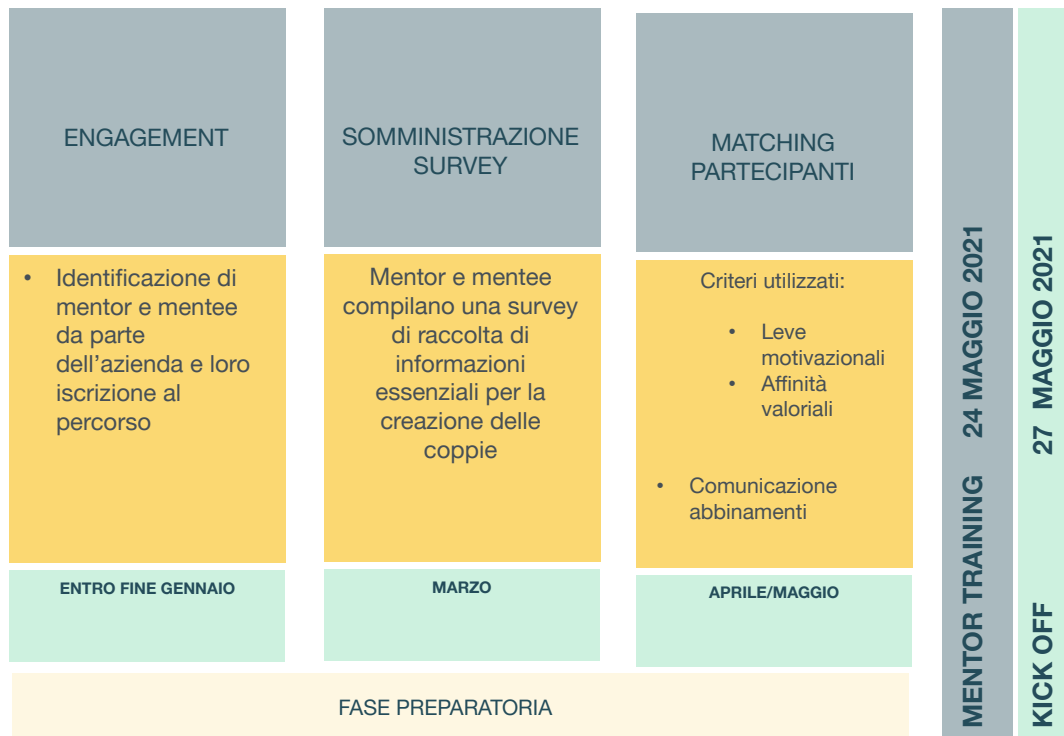 ENGAGEMENT
• Identificazione di
mentor e mentee
da parte
dell’azienda e loro
iscrizione al
percorso
ENTRO FINE GENNAIO
SOMMINISTRAZIONE
SURVEY
Mentor e mentee
compilano una survey
di raccolta di
informazioni
essenziali per la
creazione delle
coppie
MARZO
MATCHING
PARTECIPANTI
Criteri utilizzati:
• Leve
motivazionali
• Affinità
valoriali
• Comunicazione
abbinamenti
APRILE/MAGGIO
FASE PREPARATORIA
MENTOR TRAINING 24 MAGGIO 2021
KICK OFF 27 MAGGIO 2021